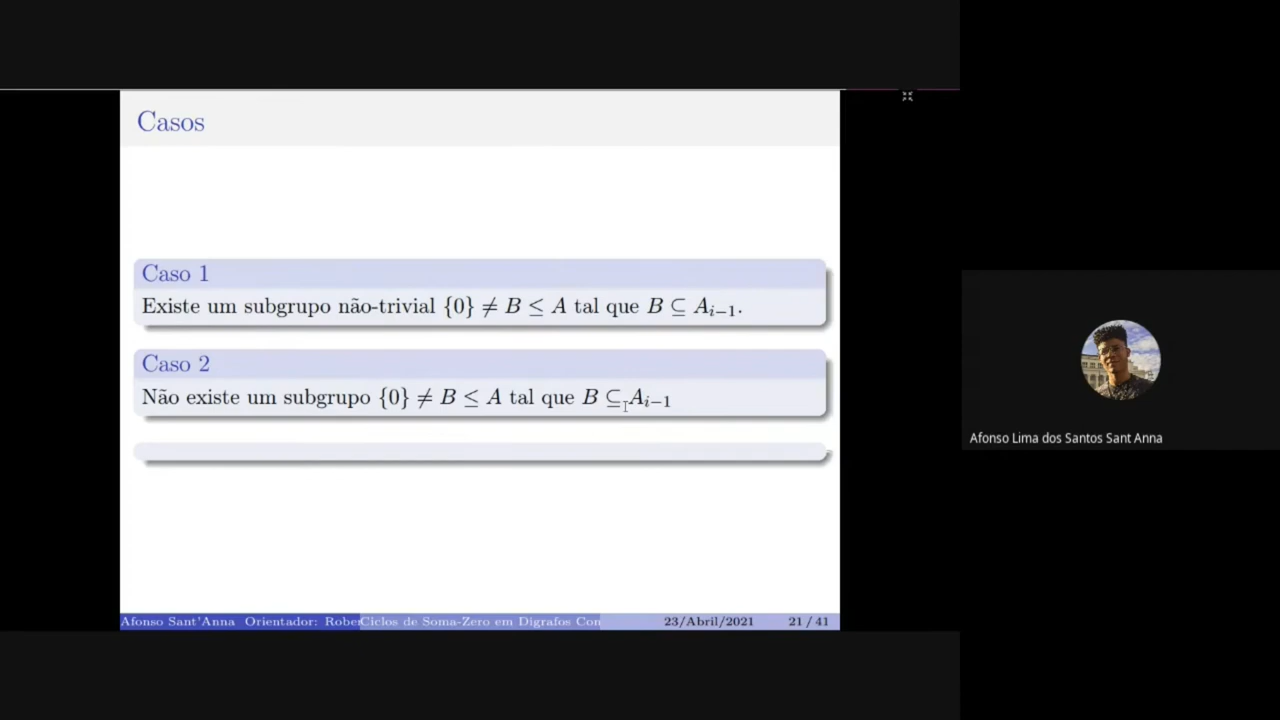 Casos
Caso 1
Existe um subgrupo não-trivial {0} ≠ B ≤ A tal que B ⊆ A_{i−1}.
Caso 2
Não existe um subgrupo {0} ≠ B ≤ A tal que B ⊆ A_{i−1}
Afonso Lima dos Santos Sant Anna
Afonso Sant'Anna Orientador: Rober
Ciclos de Soma-Zero em Digrafos Con
23/Abril/2021
21 / 41